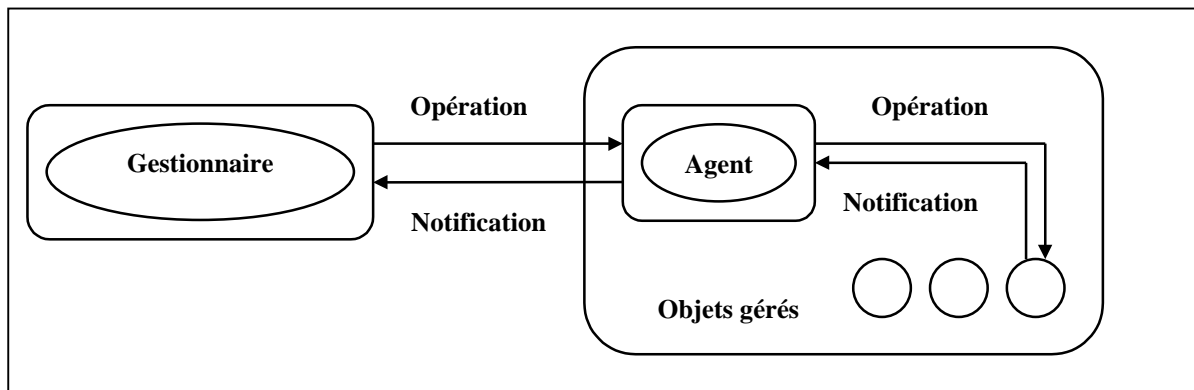 Opération
Opération
Gestionnaire
Agent
Notification
Notification
Objets gérés